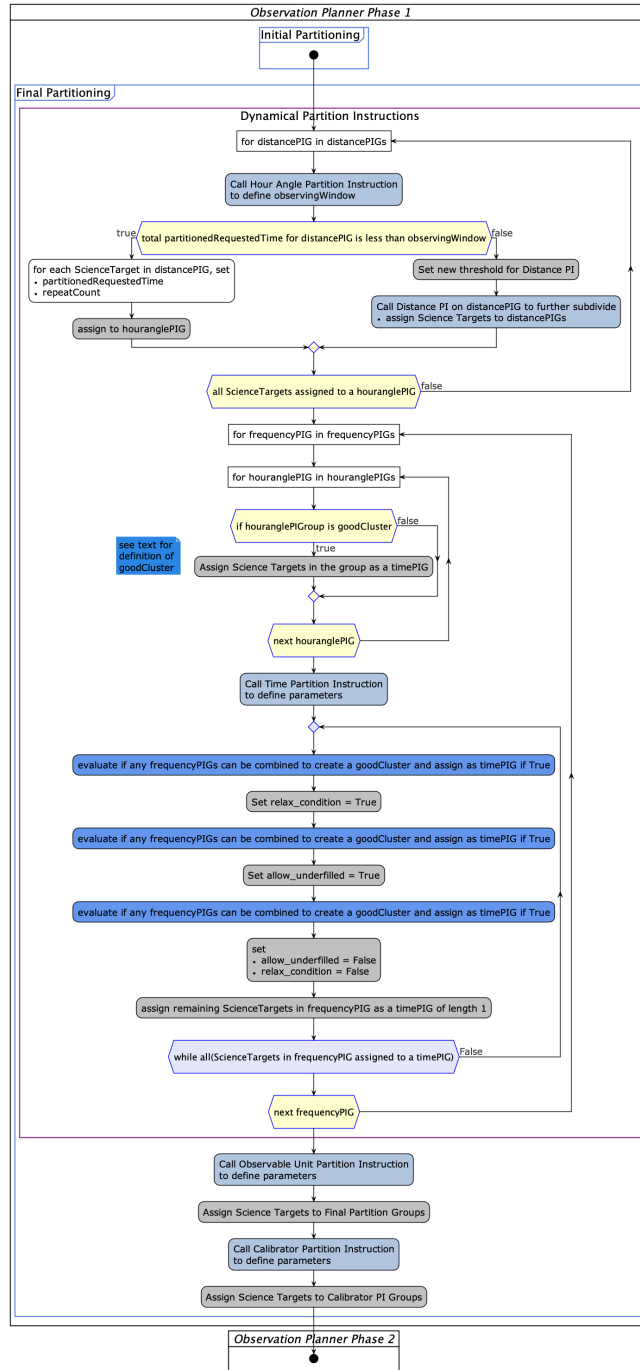 Observation Planner Phase 1
Initial Partitioning
Final Partitioning
Dynamical Partition Instructions
for distancePIG in distancePIGs
Call Hour Angle Partition Instruction
to define observingWindow
true
total partitionedRequestedTime for distancePIG is less than observingWindow
false
for each ScienceTarget in distancePIG, set
• partitionedRequestedTime
• repeatCount
assign to houranglePIG
Set new threshold for Distance PI
Call Distance PI on distancePIG to further subdivide
• assign Science Targets to distancePIGs
all ScienceTargets assigned to a houranglePIG
false
for frequencyPIG in frequencyPIGs
for houranglePIG in houranglePIGs
if houranglePIGroup is goodCluster
false
true
see text for
definition of
goodCluster
Assign Science Targets in the group as a timePIG
next houranglePIG
Call Time Partition Instruction
to define parameters
evaluate if any frequencyPIGs can be combined to create a goodCluster and assign as timePIG if True
Set relax_condition = True
evaluate if any frequencyPIGs can be combined to create a goodCluster and assign as timePIG if True
Set allow_underfilled = True
evaluate if any frequencyPIGs can be combined to create a goodCluster and assign as timePIG if True
set
• allow_underfilled = False
• relax_condition = False
assign remaining ScienceTargets in frequencyPIG as a timePIG of length 1
while all(ScienceTargets in frequencyPIG assigned to a timePIG)
False
next frequencyPIG
Call Observable Unit Partition Instruction
to define parameters
Assign Science Targets to Final Partition Groups
Call Calibrator Partition Instruction
to define parameters
Assign Science Targets to Calibrator PI Groups
Observation Planner Phase 2